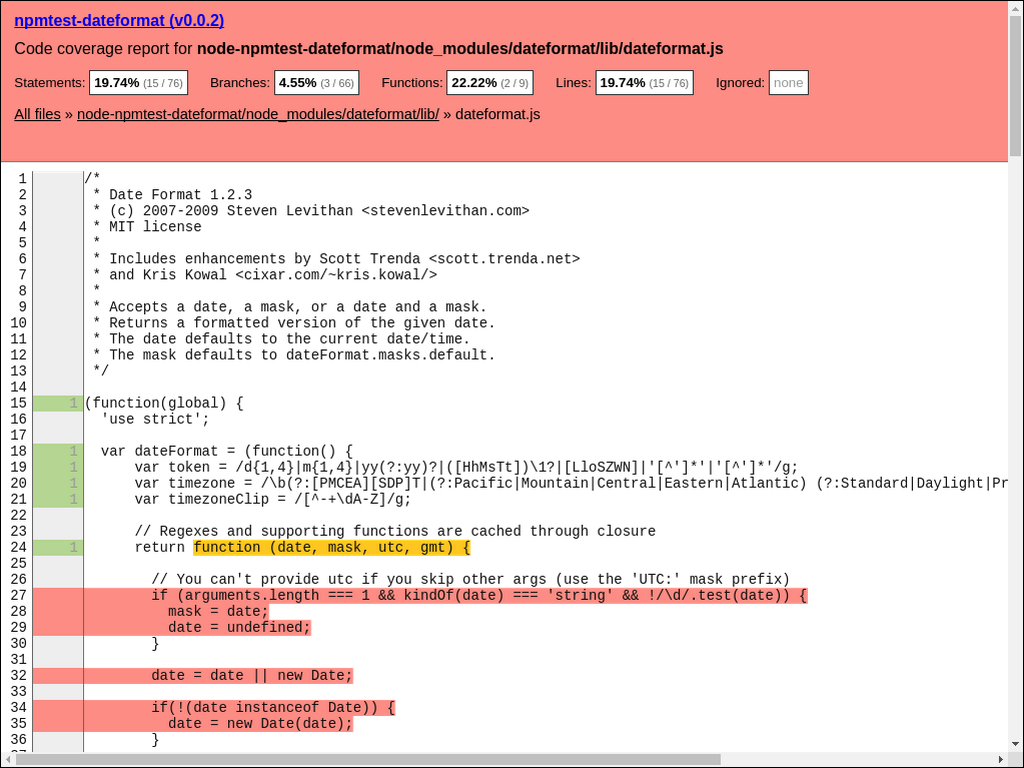 npmtest-dateformat (v0.0.2)
Code coverage report for node-npmtest-dateformat/node_modules/dateformat/lib/dateformat.js
Statements: 19.74% (15 / 76) Branches: 4.55% (3 / 66) Functions: 22.22% (2 / 9) Lines: 19.74% (15 / 76) Ignored: none
All files » node-npmtest-dateformat/node_modules/dateformat/lib/ » dateformat.js
1 /*
2 * Date Format 1.2.3
3 * (c) 2007-2009 Steven Levithan <stevenlevithan.com>
4 * MIT license
5 *
6 * Includes enhancements by Scott Trenda <scott.trenda.net>
7 * and Kris Kowal <cixar.com/~kris.kowal/>
8 *
9 * Accepts a date, a mask, or a date and a mask.
10 * Returns a formatted version of the given date.
11 * The date defaults to the current date/time.
12 * The mask defaults to dateFormat.masks.default.
13 */
14
15 1 (function(global) {
16 'use strict';
17
18 1 var dateFormat = (function() {
19 1 var token = /d{1,4}|m{1,4}|yy(?:yy)?|([HhMsTt])\1?|[LloSZWN]|'[^']*'|'[^']*'/g;
20 1 var timezone = /\b(?:[PMCEA][SDP]T|(?:Pacific|Mountain|Central|Eastern|Atlantic) (?:Standard|Daylight|Pr
21 1 var timezoneClip = /[^-+\dA-Z]/g;
22
23 // Regexes and supporting functions are cached through closure
24 1 return function (date, mask, utc, gmt) {
25
26 // You can't provide utc if you skip other args (use the 'UTC:' mask prefix)
27 if (arguments.length === 1 && kindOf(date) === 'string' && !/\d/.test(date)) {
28 mask = date;
29 date = undefined;
30 }
31
32 date = date || new Date;
33
34 if(!(date instanceof Date)) {
35 date = new Date(date);
36 }